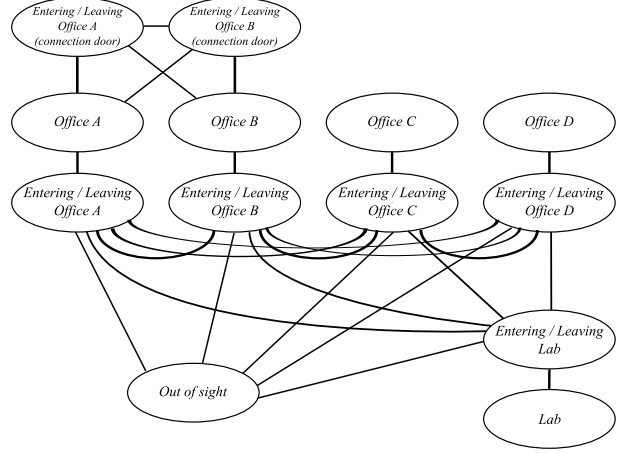 Entering / Leaving
Office A
(connection door)
Entering / Leaving
Office B
(connection door)
Office A
Office B
Office C
Office D
Entering / Leaving
Office A
Entering / Leaving
Office B
Entering / Leaving
Office C
Entering / Leaving
Office D
Entering / Leaving
Lab
Out of sight
Lab